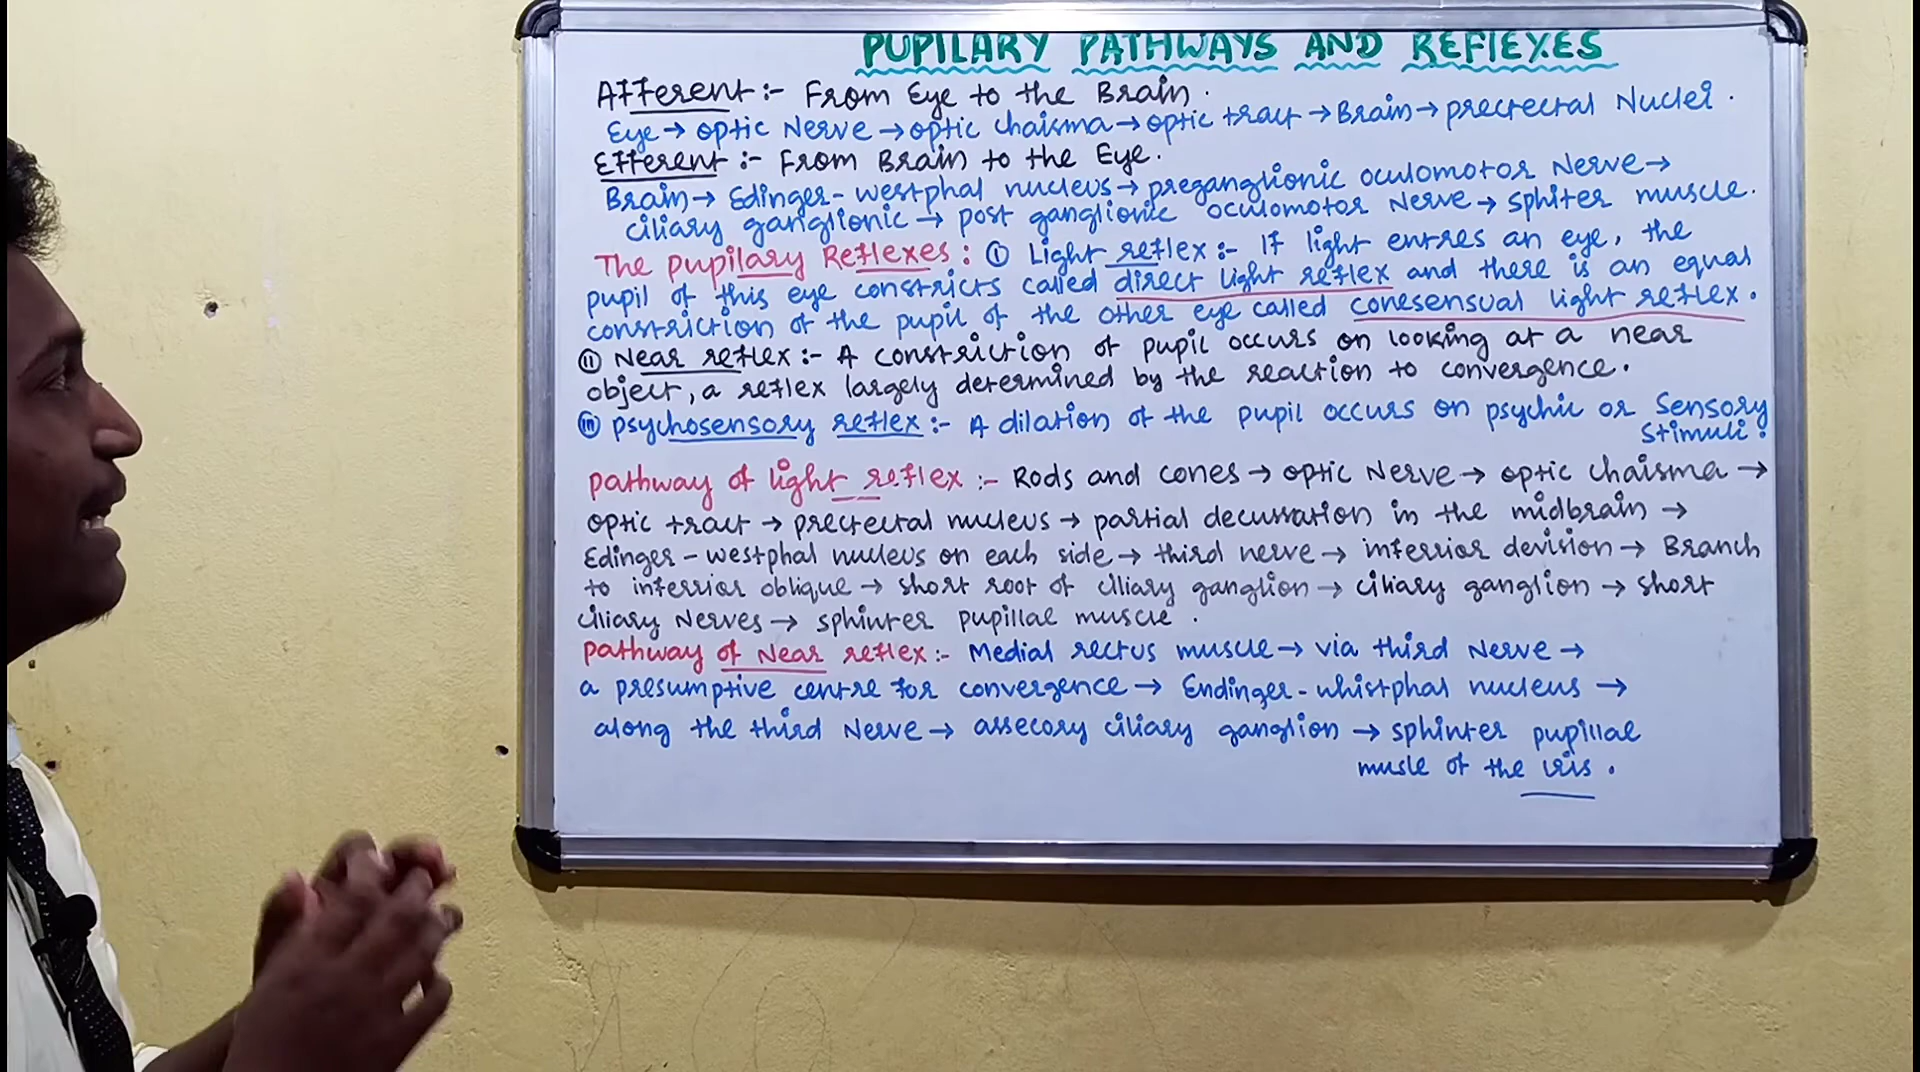 PUPILARY PATHWAYS AND REFlEXES
Afferent :- From Eye to the Brain.
Eye → optic Nerve → optic chaisma → optic tract → Brain → prectectal Nuclei.
Efferent :- From Brain to the Eye.
Brain → Edinger-westphal nucleus → preganglionic oculomotor Nerve →
ciliary ganglionic → post ganglionic oculomotor Nerve → sphiter muscle.
The pupilary Reflexes : (i) Light reflex :- If light entres an eye, the
pupil of this eye constricts called direct light reflex and there is an equal
constriction of the pupil of the other eye called conesensual light reflex.
(ii) Near reflex :- A constriction of pupil occurs on looking at a near
object, a reflex largely determined by the reaction to convergence.
(iii) psychosensory reflex :- A dilation of the pupil occurs on psychic or Sensory
stimuli.
pathway of light reflex :- Rods and cones → optic Nerve → optic chaisma →
optic tract → prectectal nucleus → partial decussation in the midbrain →
Edinger-westphal nucleus on each side → third nerve → inferrior devision → Branch
to inferrior oblique → short root of ciliary ganglion → ciliary ganglion → short
ciliary Nerves → sphinter pupillae muscle.
pathway of Near reflex :- Medial rectus muscle → via third Nerve →
a presumptive centre for convergence → Endinger-whistphal nucleus →
along the third Nerve → assecory ciliary ganglion → sphinter pupillae
musle of the iris.